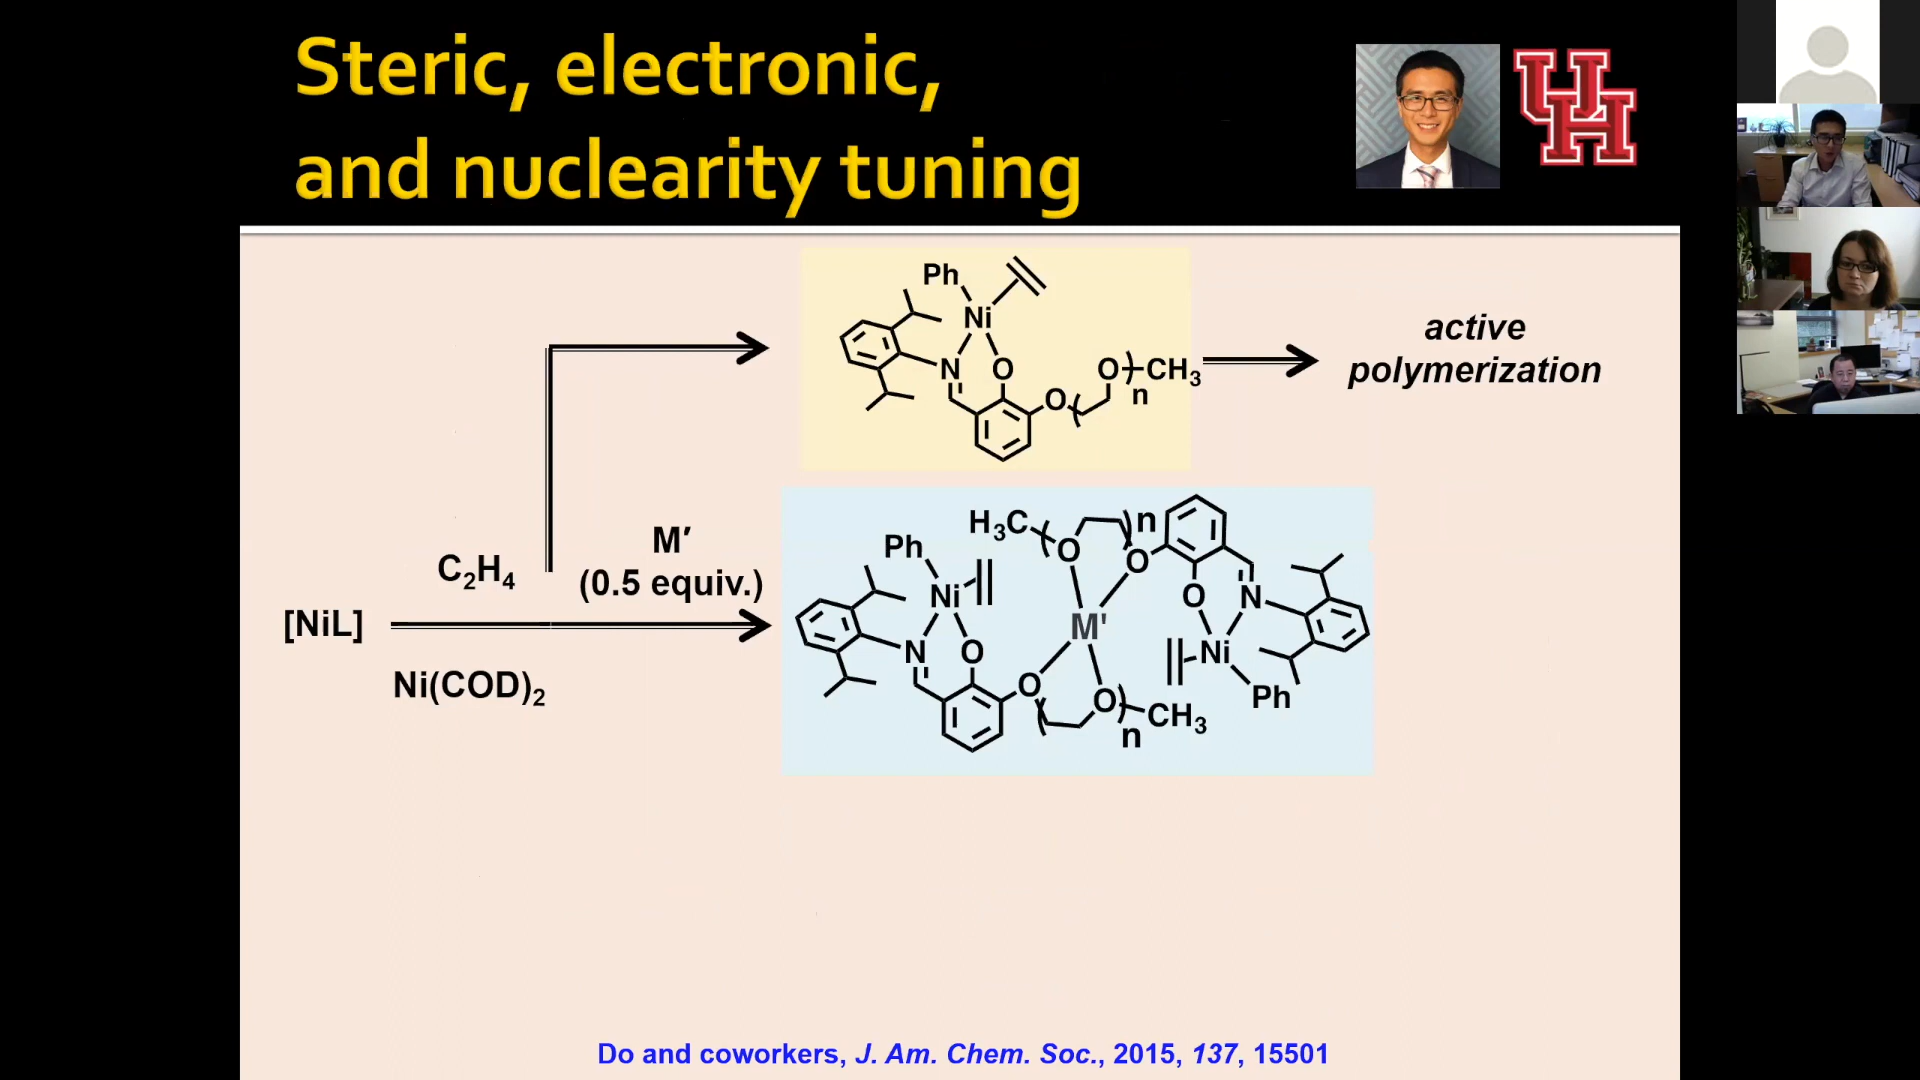 Steric, electronic,
and nuclearity tuning
UH
Ph
Ni
N
O
O
O
n
CH3
active
polymerization
C2H4
M′
(0.5 equiv.)
[NiL]
Ni(COD)2
H3C
O
n
O
Ph
Ni
O
N
M'
N
O
Ni
O
O
n
CH3
Ph
Do and coworkers, J. Am. Chem. Soc., 2015, 137, 15501